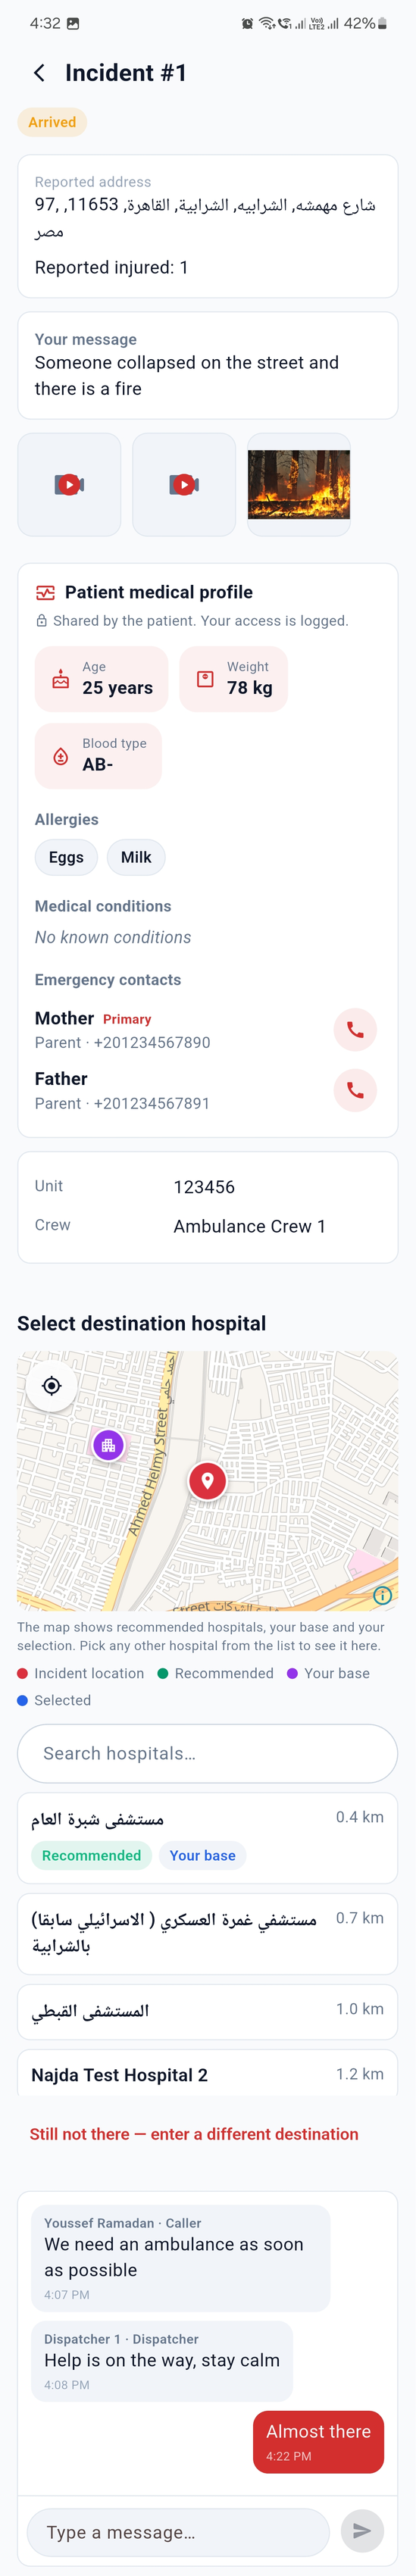 4:32
Vo))
LTE2
42%
Incident #1
Arrived
Reported address
97, شارع مهمشه, الشرابيه, الشرابية, القاهرة, 11653,
مصر
Reported injured: 1
Your message
Someone collapsed on the street and
there is a fire
Patient medical profile
Shared by the patient. Your access is logged.
Age
25 years
Weight
78 kg
Blood type
AB-
Allergies
Eggs
Milk
Medical conditions
No known conditions
Emergency contacts
Mother Primary
Parent · +201234567890
Father
Parent · +201234567891
Unit 123456
Crew Ambulance Crew 1
Select destination hospital
Ahmed Helmy Street
The map shows recommended hospitals, your base and your
selection. Pick any other hospital from the list to see it here.
Incident location Recommended Your base
Selected
Search hospitals…
مستشفى شبرة العام
0.4 km
Recommended
Your base
مستشفي غمرة العسكري ( الاسرائيلي سابقا)
بالشرابية
0.7 km
المستشفى القبطي
1.0 km
Najda Test Hospital 2
1.2 km
Still not there — enter a different destination
Youssef Ramadan · Caller
We need an ambulance as soon
as possible
4:07 PM
Dispatcher 1 · Dispatcher
Help is on the way, stay calm
4:08 PM
Almost there
4:22 PM
Type a message…